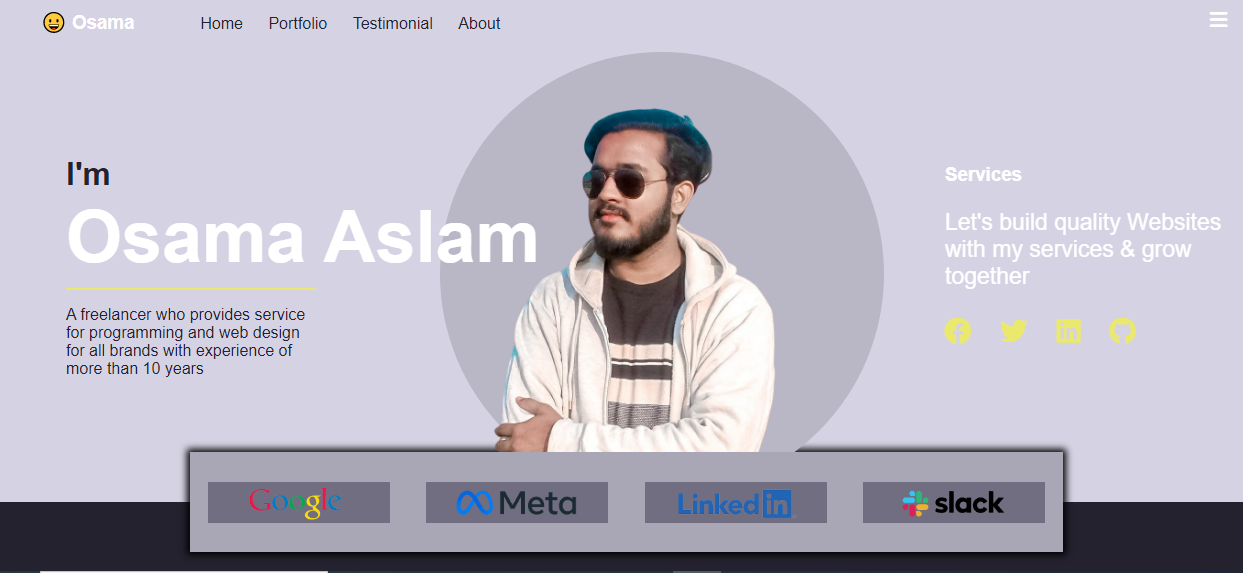 Osama
Home
Portfolio
Testimonial
About
I'm
Osama Aslam
A freelancer who provides service
for programming and web design
for all brands with experience of
more than 10 years
Services
Let's build quality Websites
with my services & grow
together
Google
Meta
Linkedin
slack